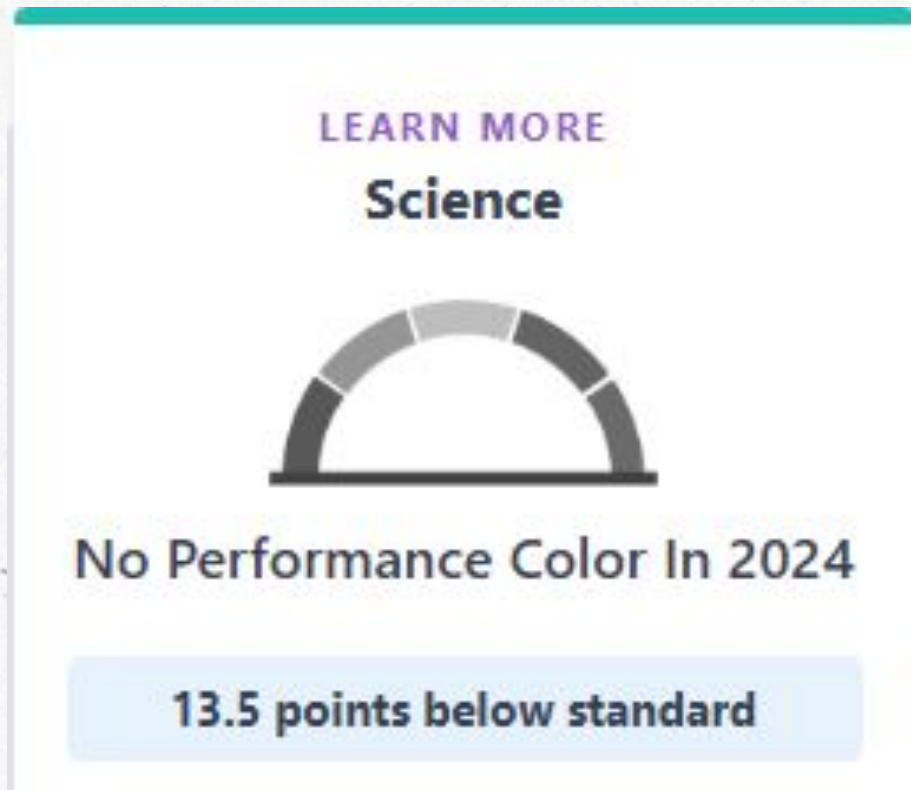 LEARN MORE
Science
No Performance Color In 2024
13.5 points below standard